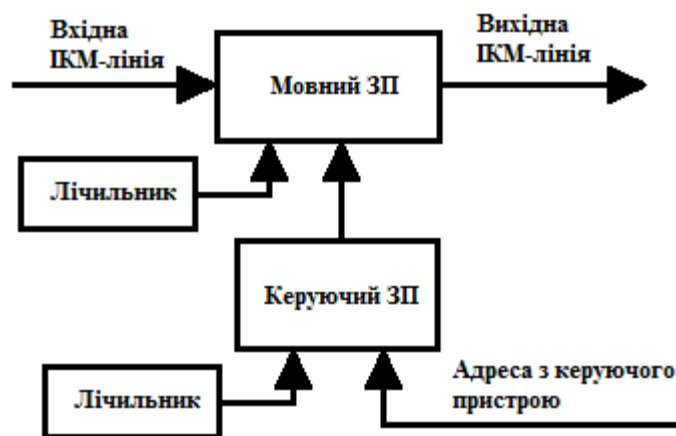 Вхідна
ІКМ-лінія
Вихідна
ІКМ-лінія
Мовний ЗП
Лічильник
Керуючий ЗП
Адреса з керуючого
пристрою
Лічильник